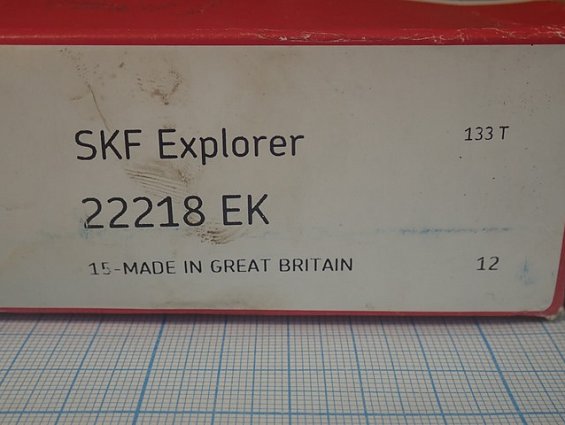 SKF Explorer
133 T
22218 EK
15-MADE IN GREAT BRITAIN
12